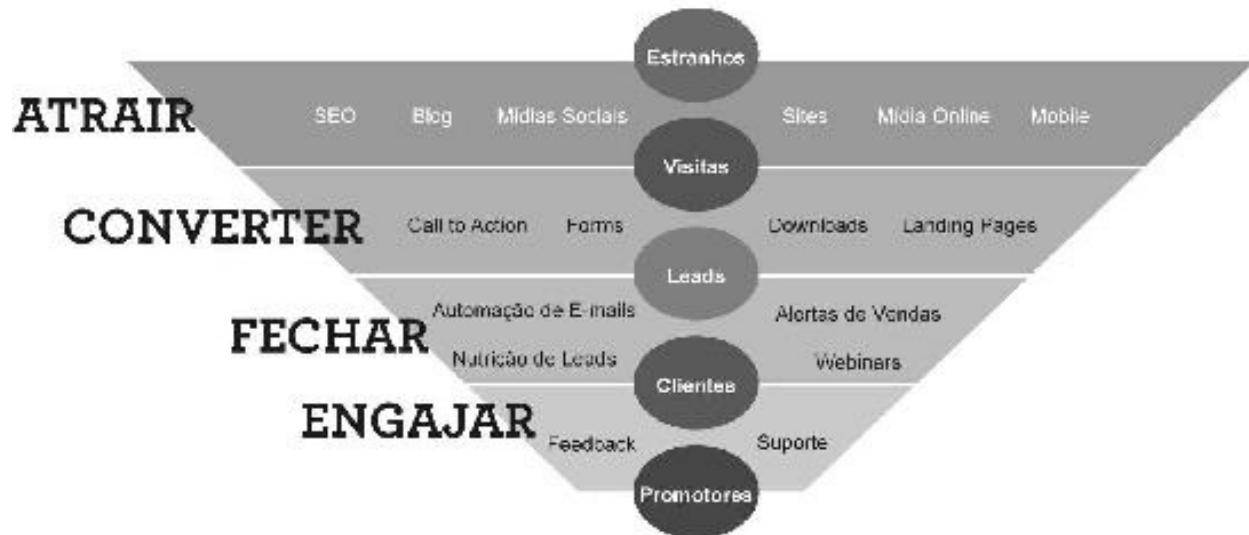 Estranhos
ATRAIR SEO Blog Mídias Sociais Sites Mídia Online Mobile
Visitas
CONVERTER Call to Action Forms Downloads Landing Pages
Leads
FECHAR Automação de E-mails Alertas de Vendas
Nutrição de Leads Webinars
Clientes
ENGAJAR Feedback Suporte
Promotores